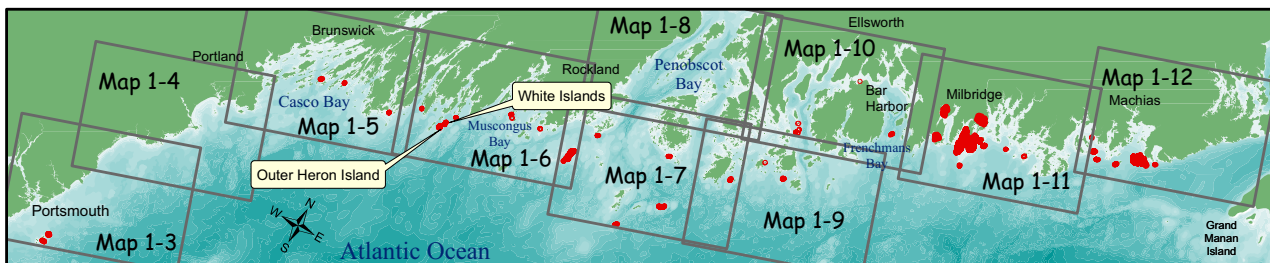 Map 1-8
Ellsworth
Brunswick
Map 1-10
Portland
Penobscot
Bay
Map 1-4
Rockland
Map 1-12
White Islands
Bar
Harbor
Milbridge
Machias
Casco Bay
Map 1-5
Muscongus
Bay
Map 1-6
Frenchmans
Bay
Outer Heron Island
Map 1-7
Map 1-11
Portsmouth
N
W
E
S
Map 1-9
Map 1-3
Atlantic Ocean
Grand
Manan
Island